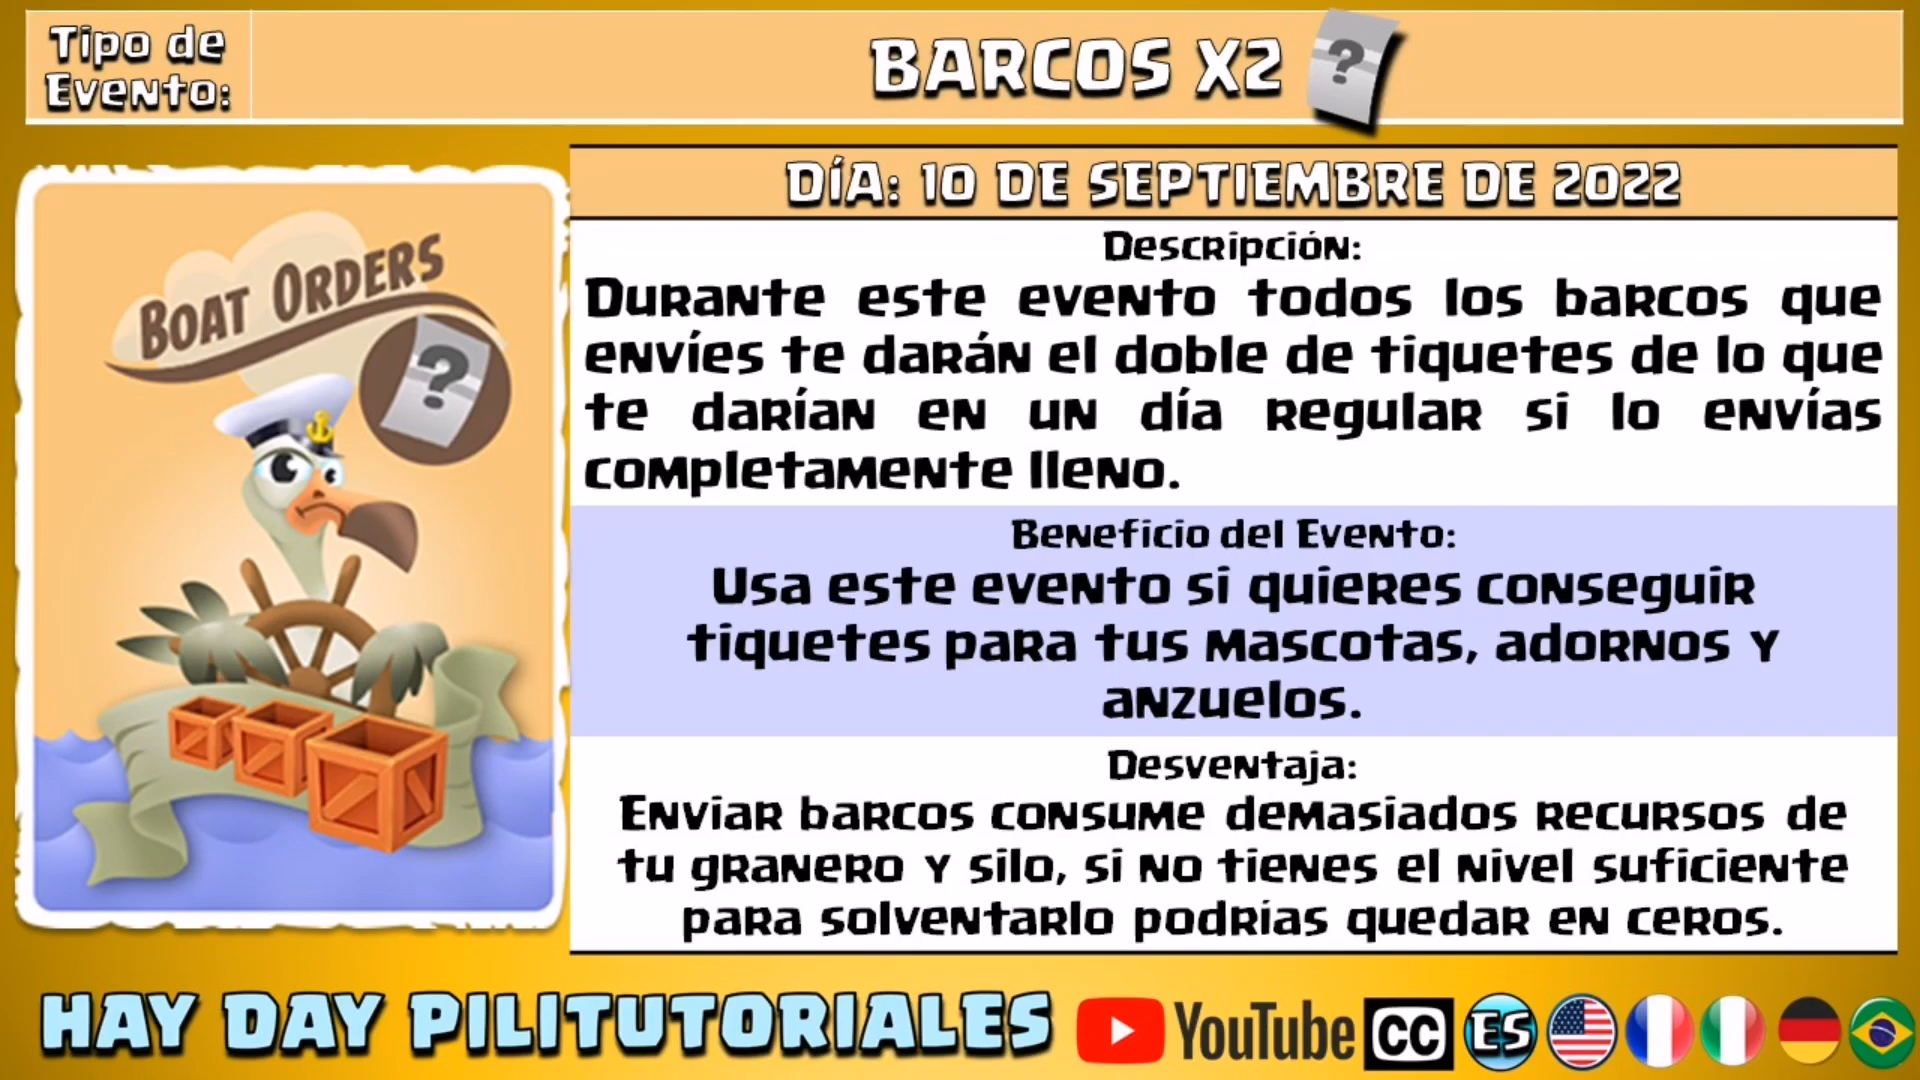 Tipo de
Evento:
BARCOS X2
?
DÍA: 10 DE SEPTIEMBRE DE 2022
BOAT ORDERS
?
Descripción:
Durante este evento todos los barcos que
envíes te darán el doble de tiquetes de lo que
te darían en un día regular si lo envías
completamente lleno.
Beneficio del Evento:
Usa este evento si quieres conseguir
tiquetes para tus mascotas, adornos y
anzuelos.
Desventaja:
Enviar barcos consume demasiados recursos de
tu granero y silo, si no tienes el nivel suficiente
para solventarlo podrías quedar en ceros.
HAY DAY PILITUTORIALES
YouTube
CC
ES